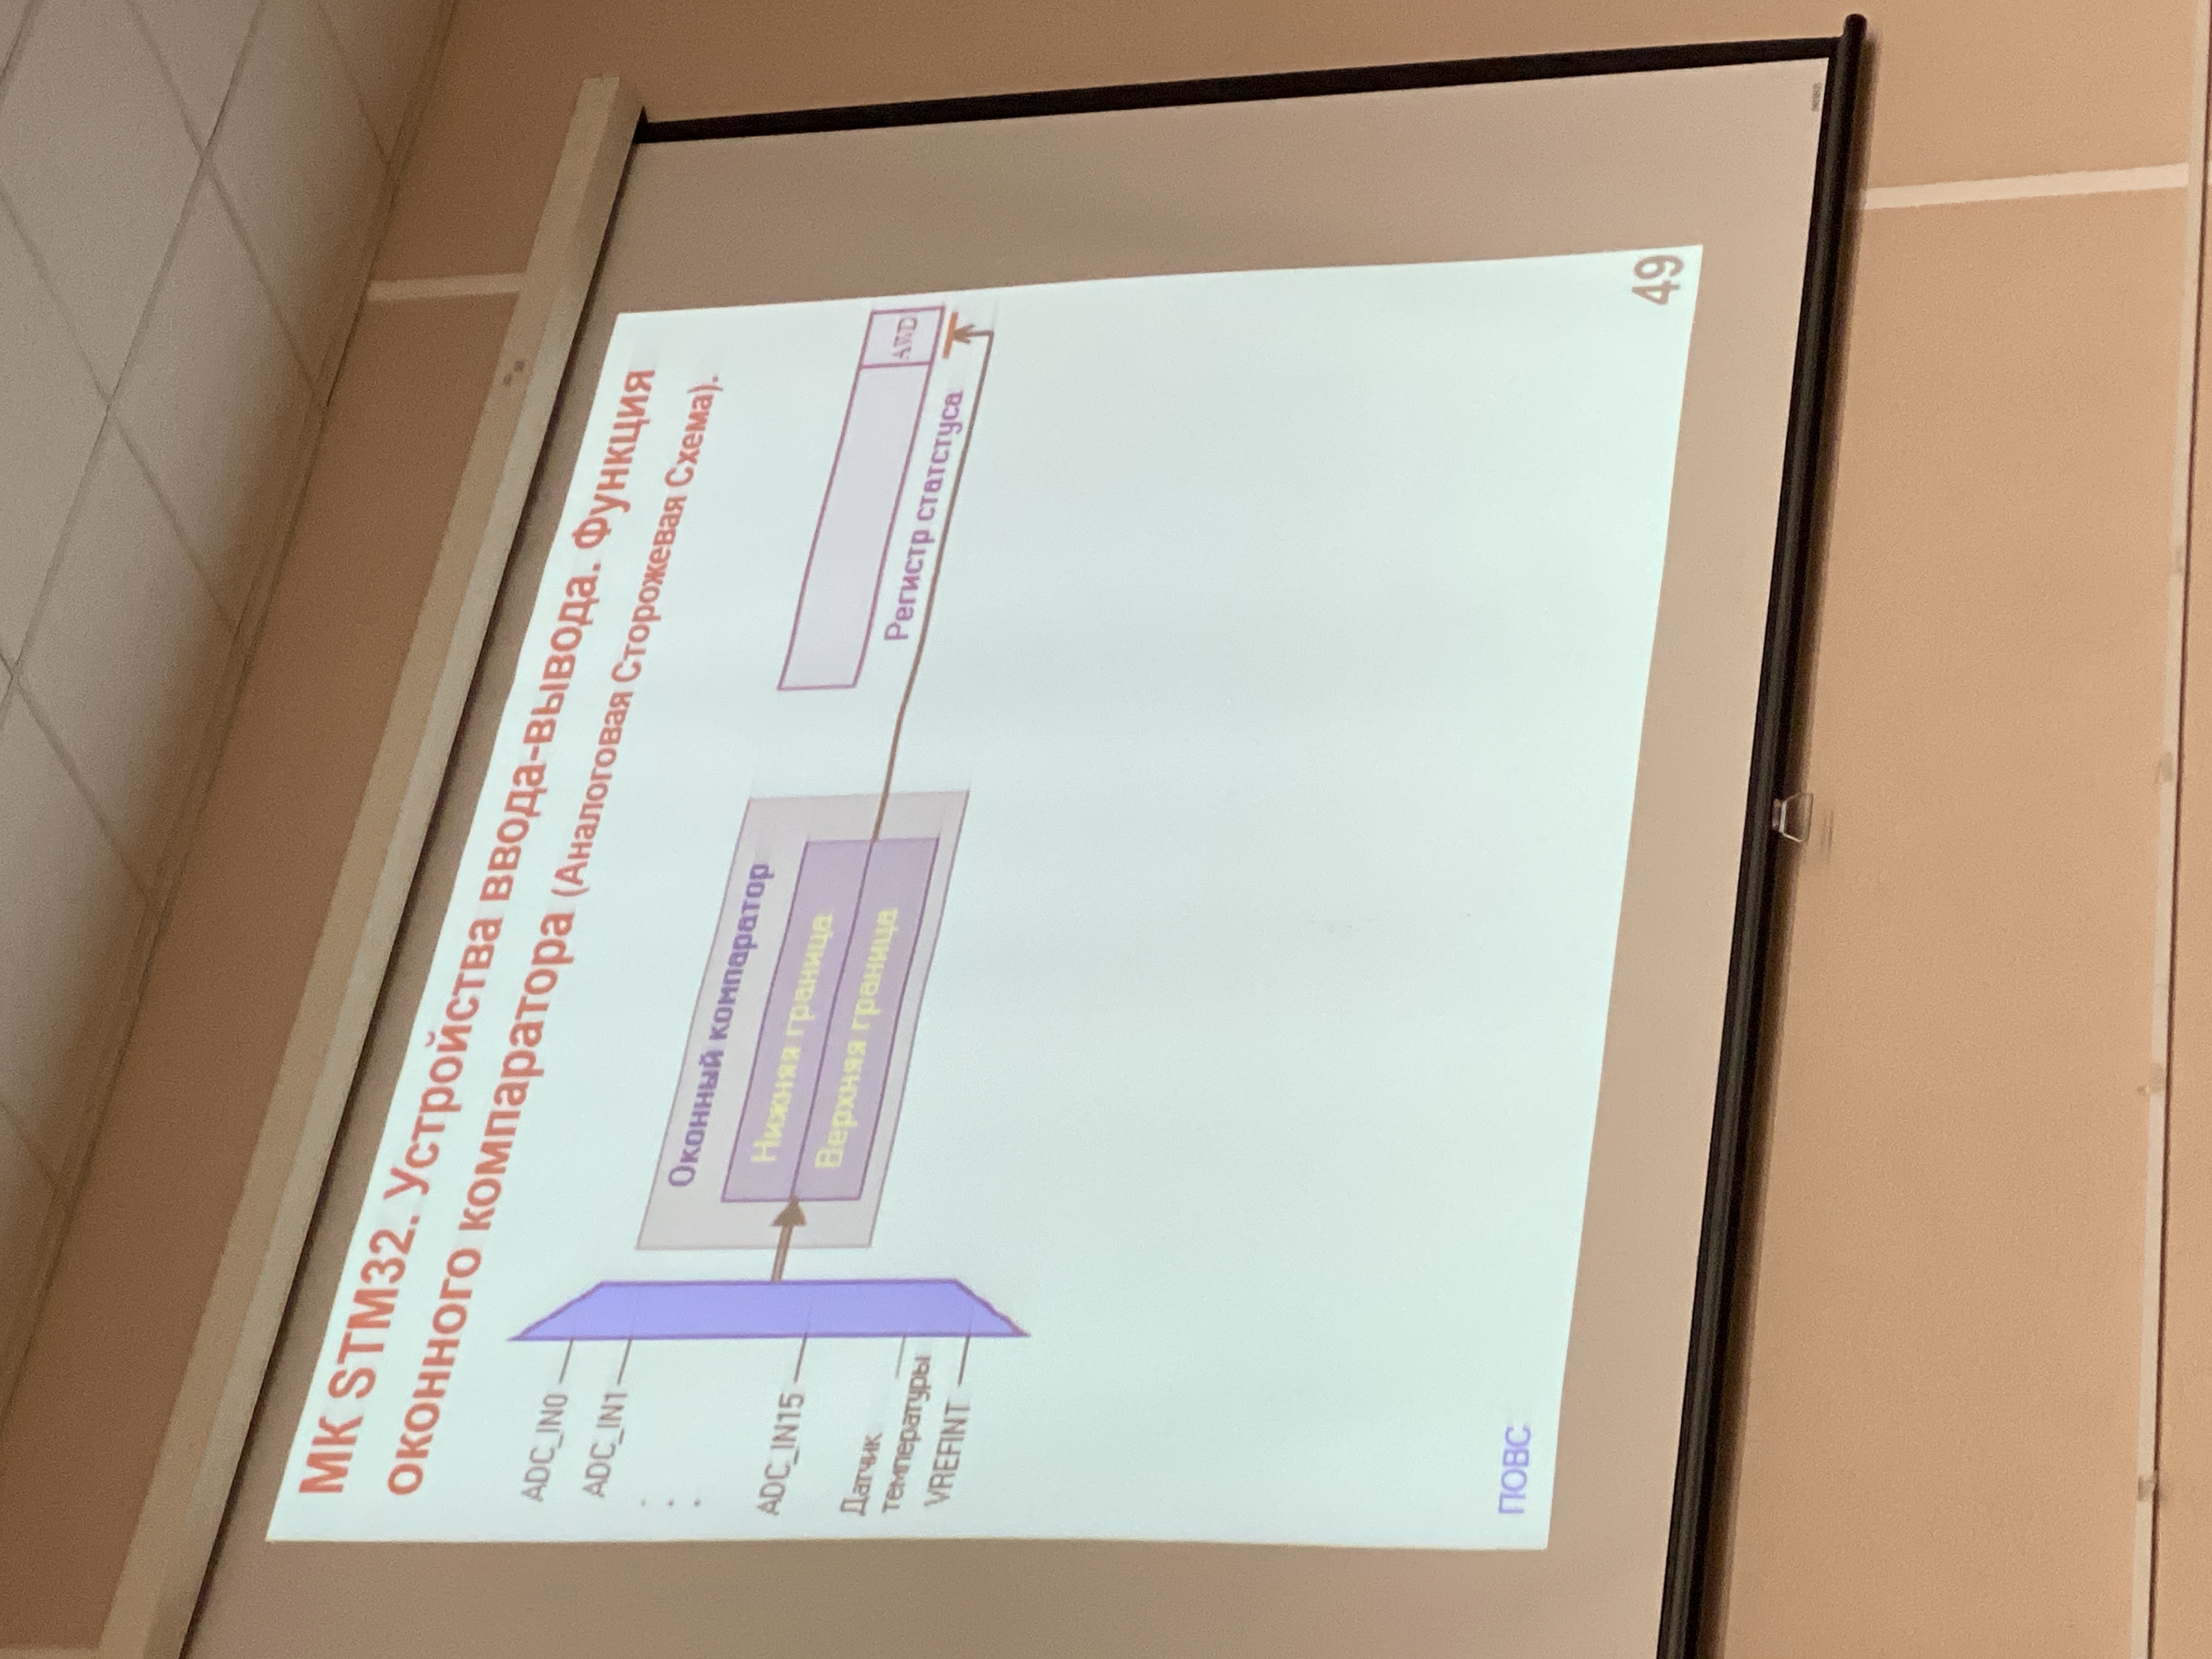 МК STM32. Устройства ввода-вывода. Функция
оконного компаратора (Аналоговая Сторожевая Схема).
ADC_IN0
ADC_IN1
.
.
.
ADC_IN15
Датчик
температуры
VREFINT
Оконный компаратор
Нижняя граница
Верхняя граница
AWD
Регистр статстуса
ПОВС
49